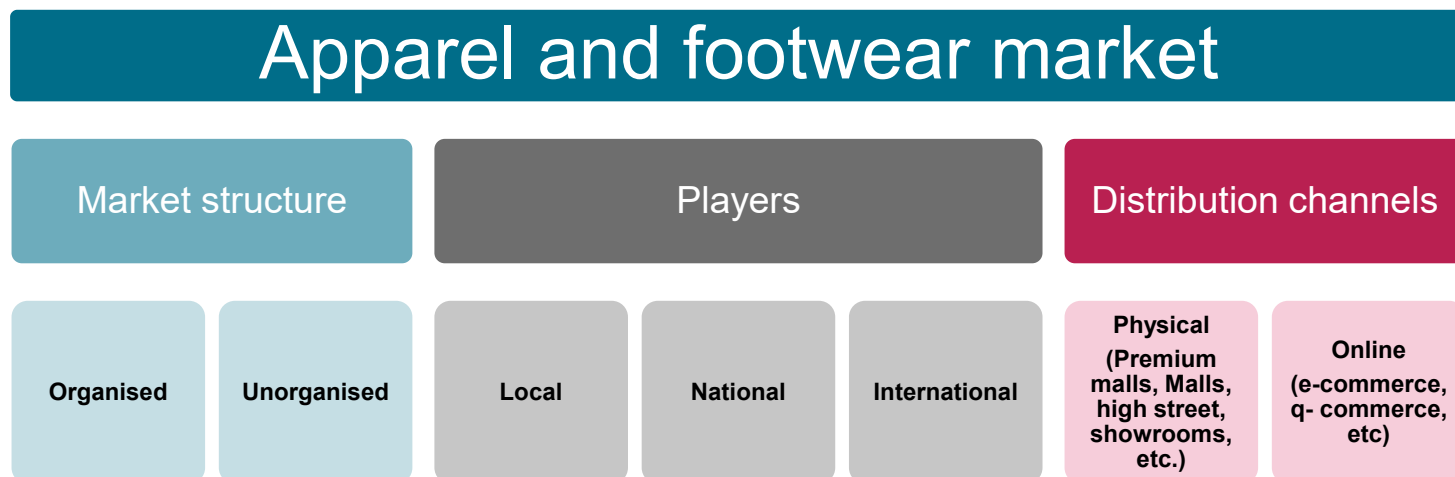 Apparel and footwear market
Market structure
Players
Distribution channels
Organised
Unorganised
Local
National
International
Physical
(Premium
malls, Malls,
high street,
showrooms,
etc.)
Online
(e-commerce,
q- commerce,
etc)